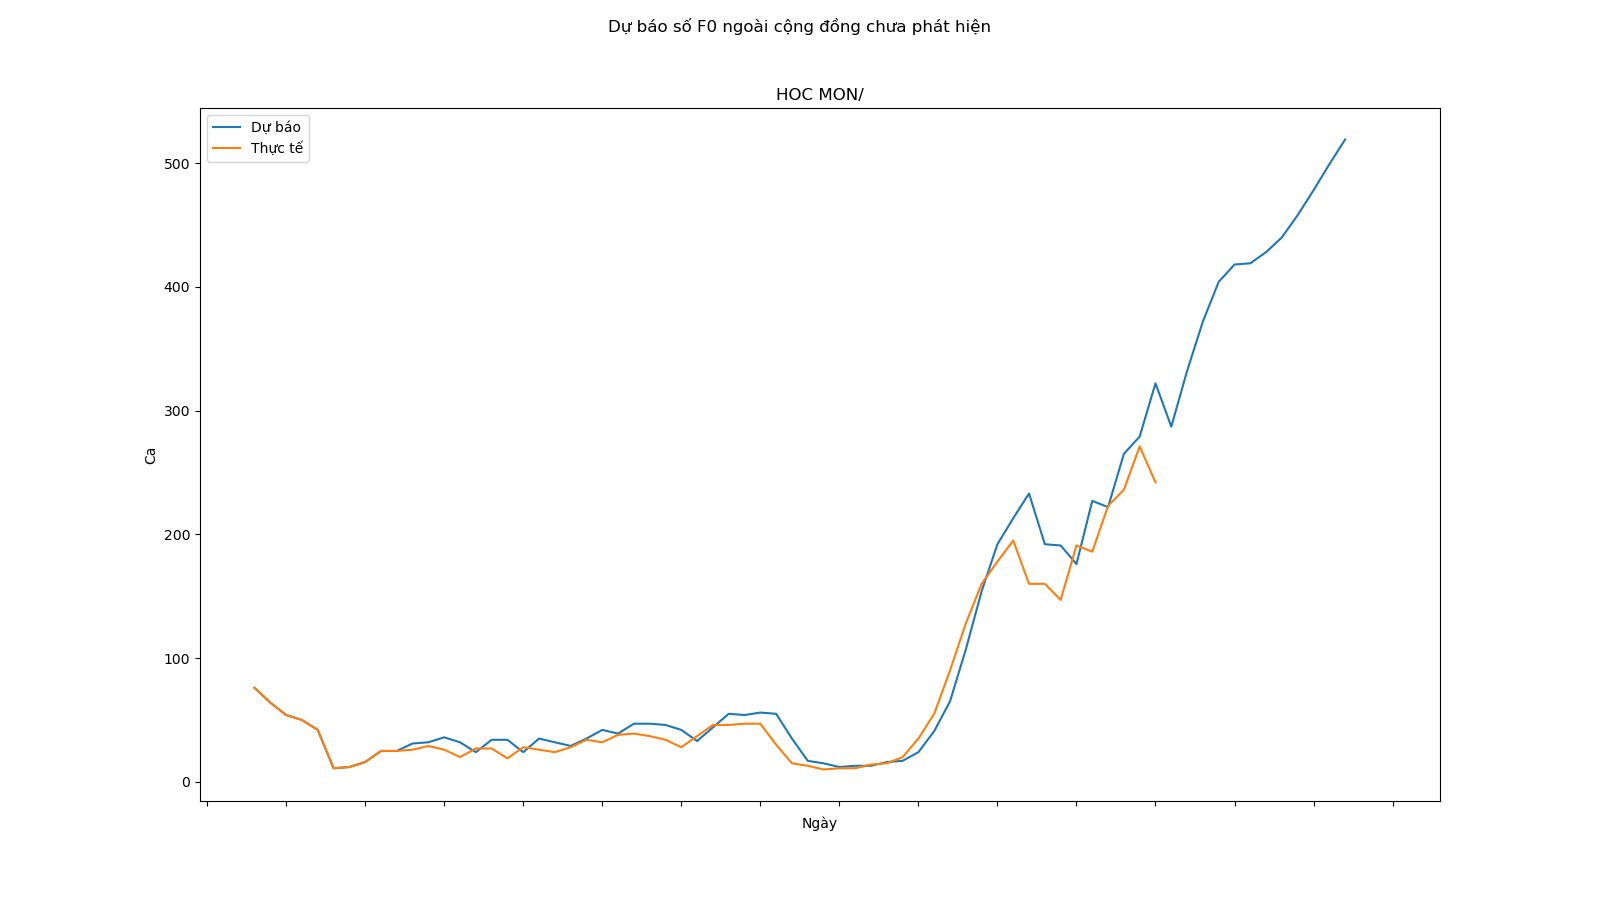 Dự báo số F0 ngoài cộng đồng chưa phát hiện
HOC MON/
Dự báo
Thực tế
500
400
300
200
100
0
Ca
Ngày